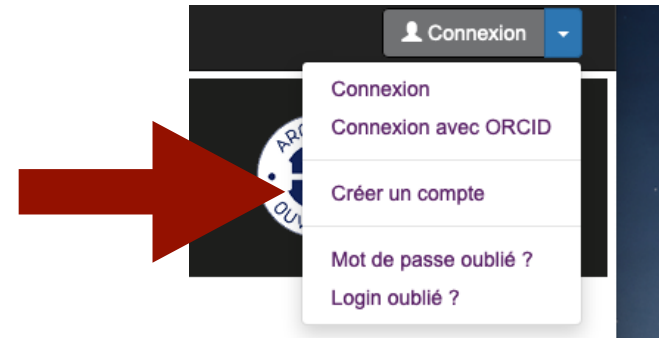 Connexion
Connexion
Connexion avec ORCID
Créer un compte
Mot de passe oublié ?
Login oublié ?